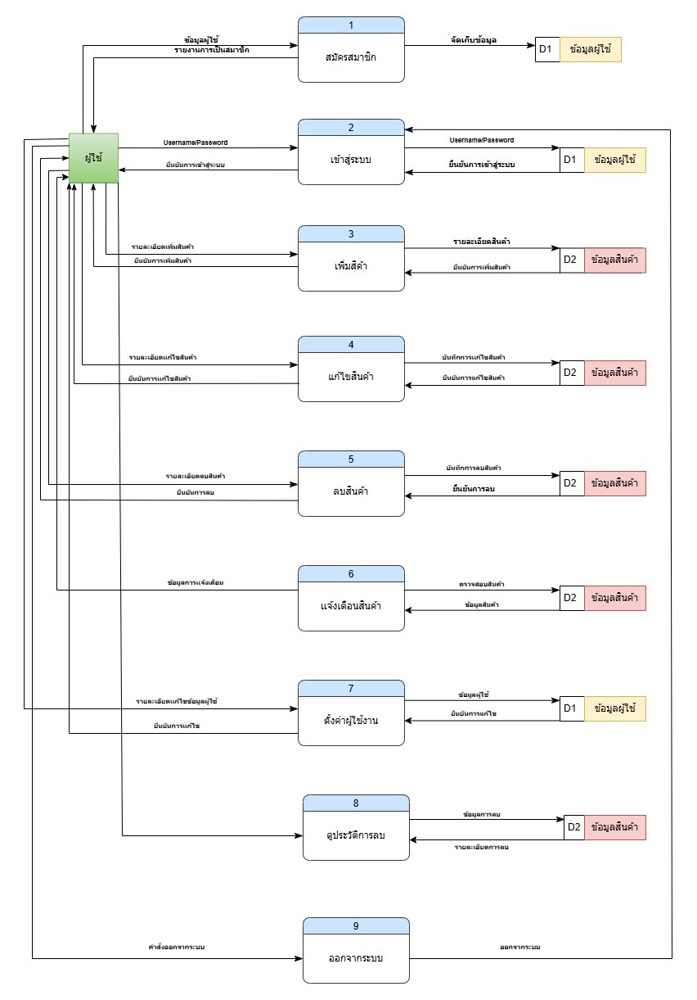 1
ข้อมูลผู้ใช้
จัดเก็บข้อมูล
รายงานการเป็นสมาชิก
สมัครสมาชิก
D1 ข้อมูลผู้ใช้
2
ผู้ใช้
Username/Password
Username/Password
เข้าสู่ระบบ
D1 ข้อมูลผู้ใช้
ยืนยันการเข้าสู่ระบบ
ยืนยันการเข้าสู่ระบบ
3
รายละเอียดเพิ่มสินค้า
รายละเอียดสินค้า
ยืนยันการเพิ่มสินค้า
เพิ่มสิค้า
ยืนยันการเพิ่มสินค้า
D2 ข้อมูลสินค้า
4
รายละเอียดแก้ไขสินค้า
บันทึกการแก้ไขสินค้า
ยืนยันการแก้ไขสินค้า
แก้ไขสินค้า
ยืนยันการแก้ไขสินค้า
D2 ข้อมูลสินค้า
5
รายละเอียดลบสินค้า
บันทึกการลบสินค้า
ยืนยันการลบ
ลบสินค้า
ยืนยันการลบ
D2 ข้อมูลสินค้า
6
ข้อมูลการแจ้งเตือน
ตรวจสอบสินค้า
แจ้งเตือนสินค้า
ข้อมูลสินค้า
D2 ข้อมูลสินค้า
7
รายละเอียดแก้ไขข้อมูลผู้ใช้
ข้อมูลผู้ใช้
ยืนยันการแก้ไข
ตั้งค่าผู้ใช้งาน
ยืนยันการแก้ไข
D1 ข้อมูลผู้ใช้
8
ข้อมูลการลบ
ดูประวัติการลบ
D2 ข้อมูลสินค้า
รายละเอียดการลบ
9
คำสั่งออกจากระบบ
ออกจากระบบ
ออกจากระบบ